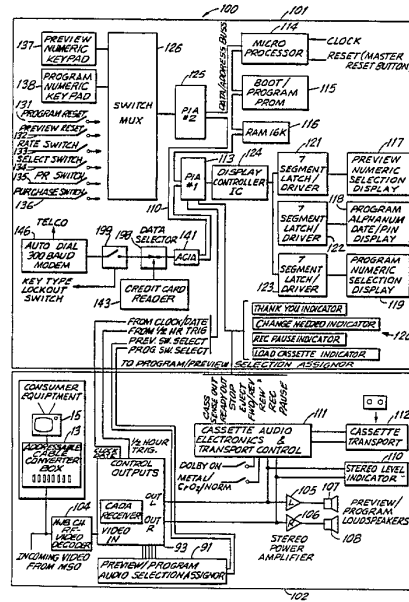 100
101
137
PREVIEW NUMERIC KEYPAD
138
PROGRAM NUMERIC KEYPAD
131
PROGRAM RESET
PREVIEW RESET
132
RATE SWITCH
133
SELECT SWITCH
134
135
PR SWITCH
PURCHASE SWITCH
136
126
SWITCH MUX
125
PIA #2
DATA/ADDRESS BUSS
114
MICRO PROCESSOR
CLOCK
RESET (MASTER RESET BUTTON)
BOOT/PROGRAM PROM
115
RAM 16K
116
113
PIA #1
110
124
DISPLAY CONTROLLER IC
121
7 SEGMENT LATCH/DRIVER
117
PREVIEW NUMERIC SELECTION DISPLAY
7 SEGMENT LATCH/DRIVER
122
118
PROGRAM ALPHANUM DATE/PIN DISPLAY
123
7 SEGMENT LATCH/DRIVER
PROGRAM NUMERIC SELECTION DISPLAY
119
TELCO
146
AUTO DIAL 300 BAUD MODEM
199
198
DATA SELECTOR
141
ACIA
KEY TYPE LOCKOUT SWITCH
143
CREDIT CARD READER
THANK YOU INDICATOR
CHANGE NEEDED INDICATOR
REC PAUSE INDICATOR
LOAD CASSETTE INDICATOR
120
FROM CLOCK/DATE
FROM 1/2 HR TRIG
PREV SW. SELECT
PROG SW. SELECT
TO PROGRAM/PREVIEW SELECTION ASSIGNOR
CONSUMER EQUIPTMENT
15
13
ADDRESSABLE CABLE CONVERTER BOX
CASS SENSE OUT
READY OUT
STOP
EJECT
FWD/REV
REW
REC
PAUSE
111
CASSETTE AUDIO ELECTRONICS & TRANSPORT CONTROL
112
CASSETTE TRANSPORT
110
STEREO LEVEL INDICATOR
DOLBY ON
METAL/CrO2/NORM
1/2 HOUR TRIG.
CONTROL OUTPUTS
CADA RECEIVER
OUT L
OUT R
VIDEO IN
104
INCOMING VIDEO FROM MSO
93
91
PREVIEW/PROGRAM AUDIO SELECTION ASSIGNOR
L
105
R
106
STEREO POWER AMPLIFIER
107
108
PREVIEW/PROGRAM LOUDSPEAKERS
102